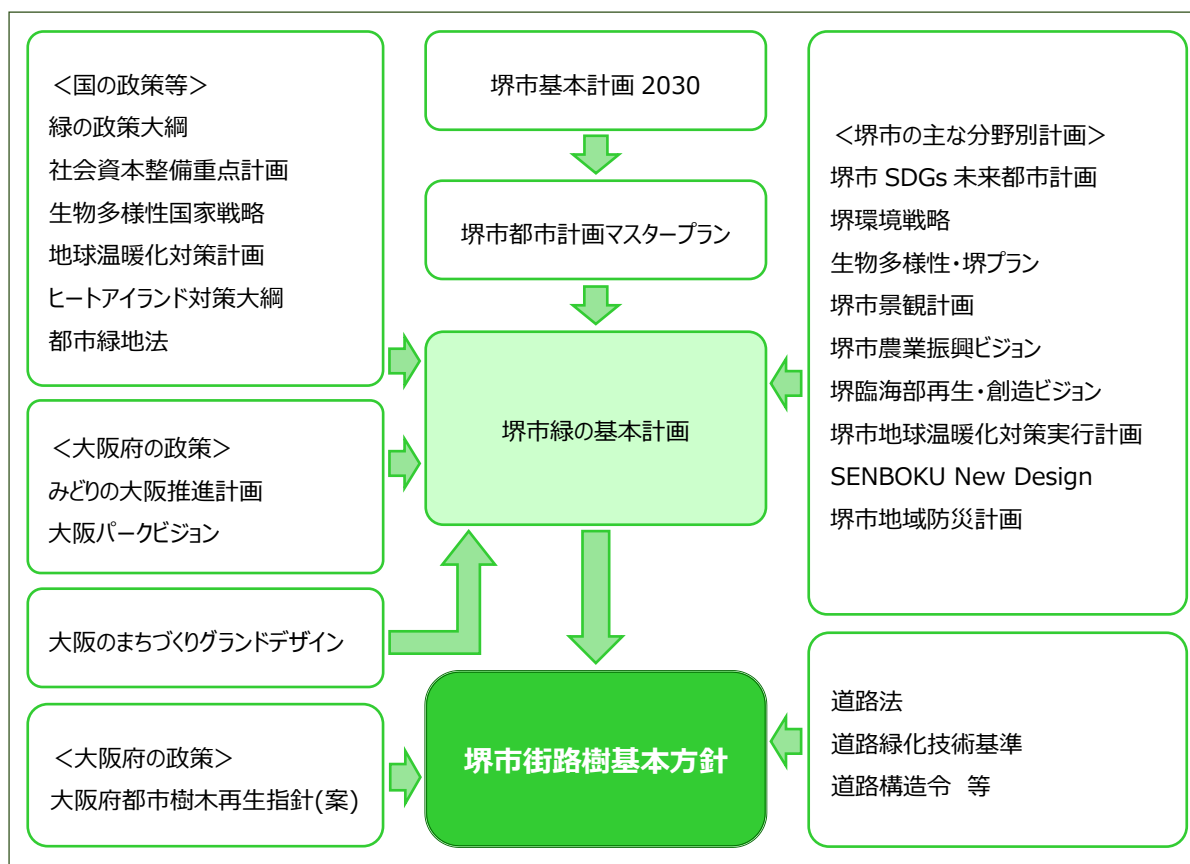 ＜国の政策等＞
緑の政策大綱
社会資本整備重点計画
生物多様性国家戦略
地球温暖化対策計画
ヒートアイランド対策大綱
都市緑地法
＜大阪府の政策＞
みどりの大阪推進計画
大阪パークビジョン
大阪のまちづくりグランドデザイン
＜大阪府の政策＞
大阪府都市樹木再生指針(案)
堺市基本計画 2030
堺市都市計画マスタープラン
堺市緑の基本計画
堺市街路樹基本方針
＜堺市の主な分野別計画＞
堺市 SDGs 未来都市計画
堺環境戦略
生物多様性・堺プラン
堺市景観計画
堺市農業振興ビジョン
堺臨海部再生・創造ビジョン
堺市地球温暖化対策実行計画
SENBOKU New Design
堺市地域防災計画
道路法
道路緑化技術基準
道路構造令　等